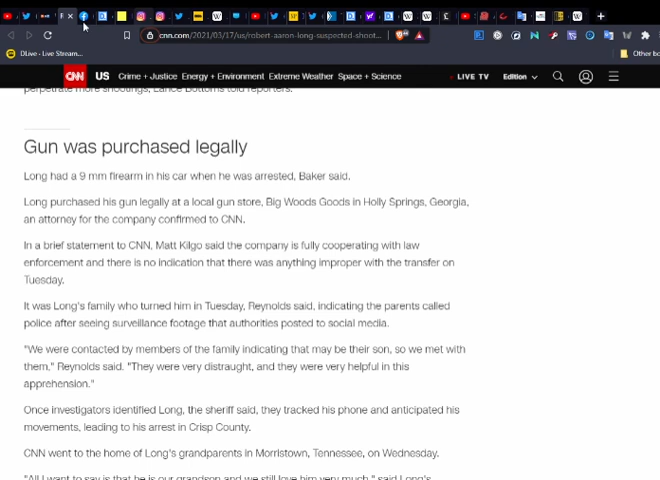 cnn.com/2021/03/17/us/robert-aaron-long-suspected-shoot...
DLive - Live Stream...
Other bo
CNN
US
Crime + Justice Energy + Environment Extreme Weather Space + Science
LIVE TV
Edition
perpetrate more shootings, Lance Bottoms told reporters.
Gun was purchased legally
Long had a 9 mm firearm in his car when he was arrested, Baker said.
Long purchased his gun legally at a local gun store, Big Woods Goods in Holly Springs, Georgia,
an attorney for the company confirmed to CNN.
In a brief statement to CNN, Matt Kilgo said the company is fully cooperating with law
enforcement and there is no indication that there was anything improper with the transfer on
Tuesday.
It was Long's family who turned him in Tuesday, Reynolds said, indicating the parents called
police after seeing surveillance footage that authorities posted to social media.
"We were contacted by members of the family indicating that may be their son, so we met with
them," Reynolds said. "They were very distraught, and they were very helpful in this
apprehension."
Once investigators identified Long, the sheriff said, they tracked his phone and anticipated his
movements, leading to his arrest in Crisp County.
CNN went to the home of Long's grandparents in Morristown, Tennessee, on Wednesday.
"All I want to say is that he is our grandson and we still love him very much," said Long's